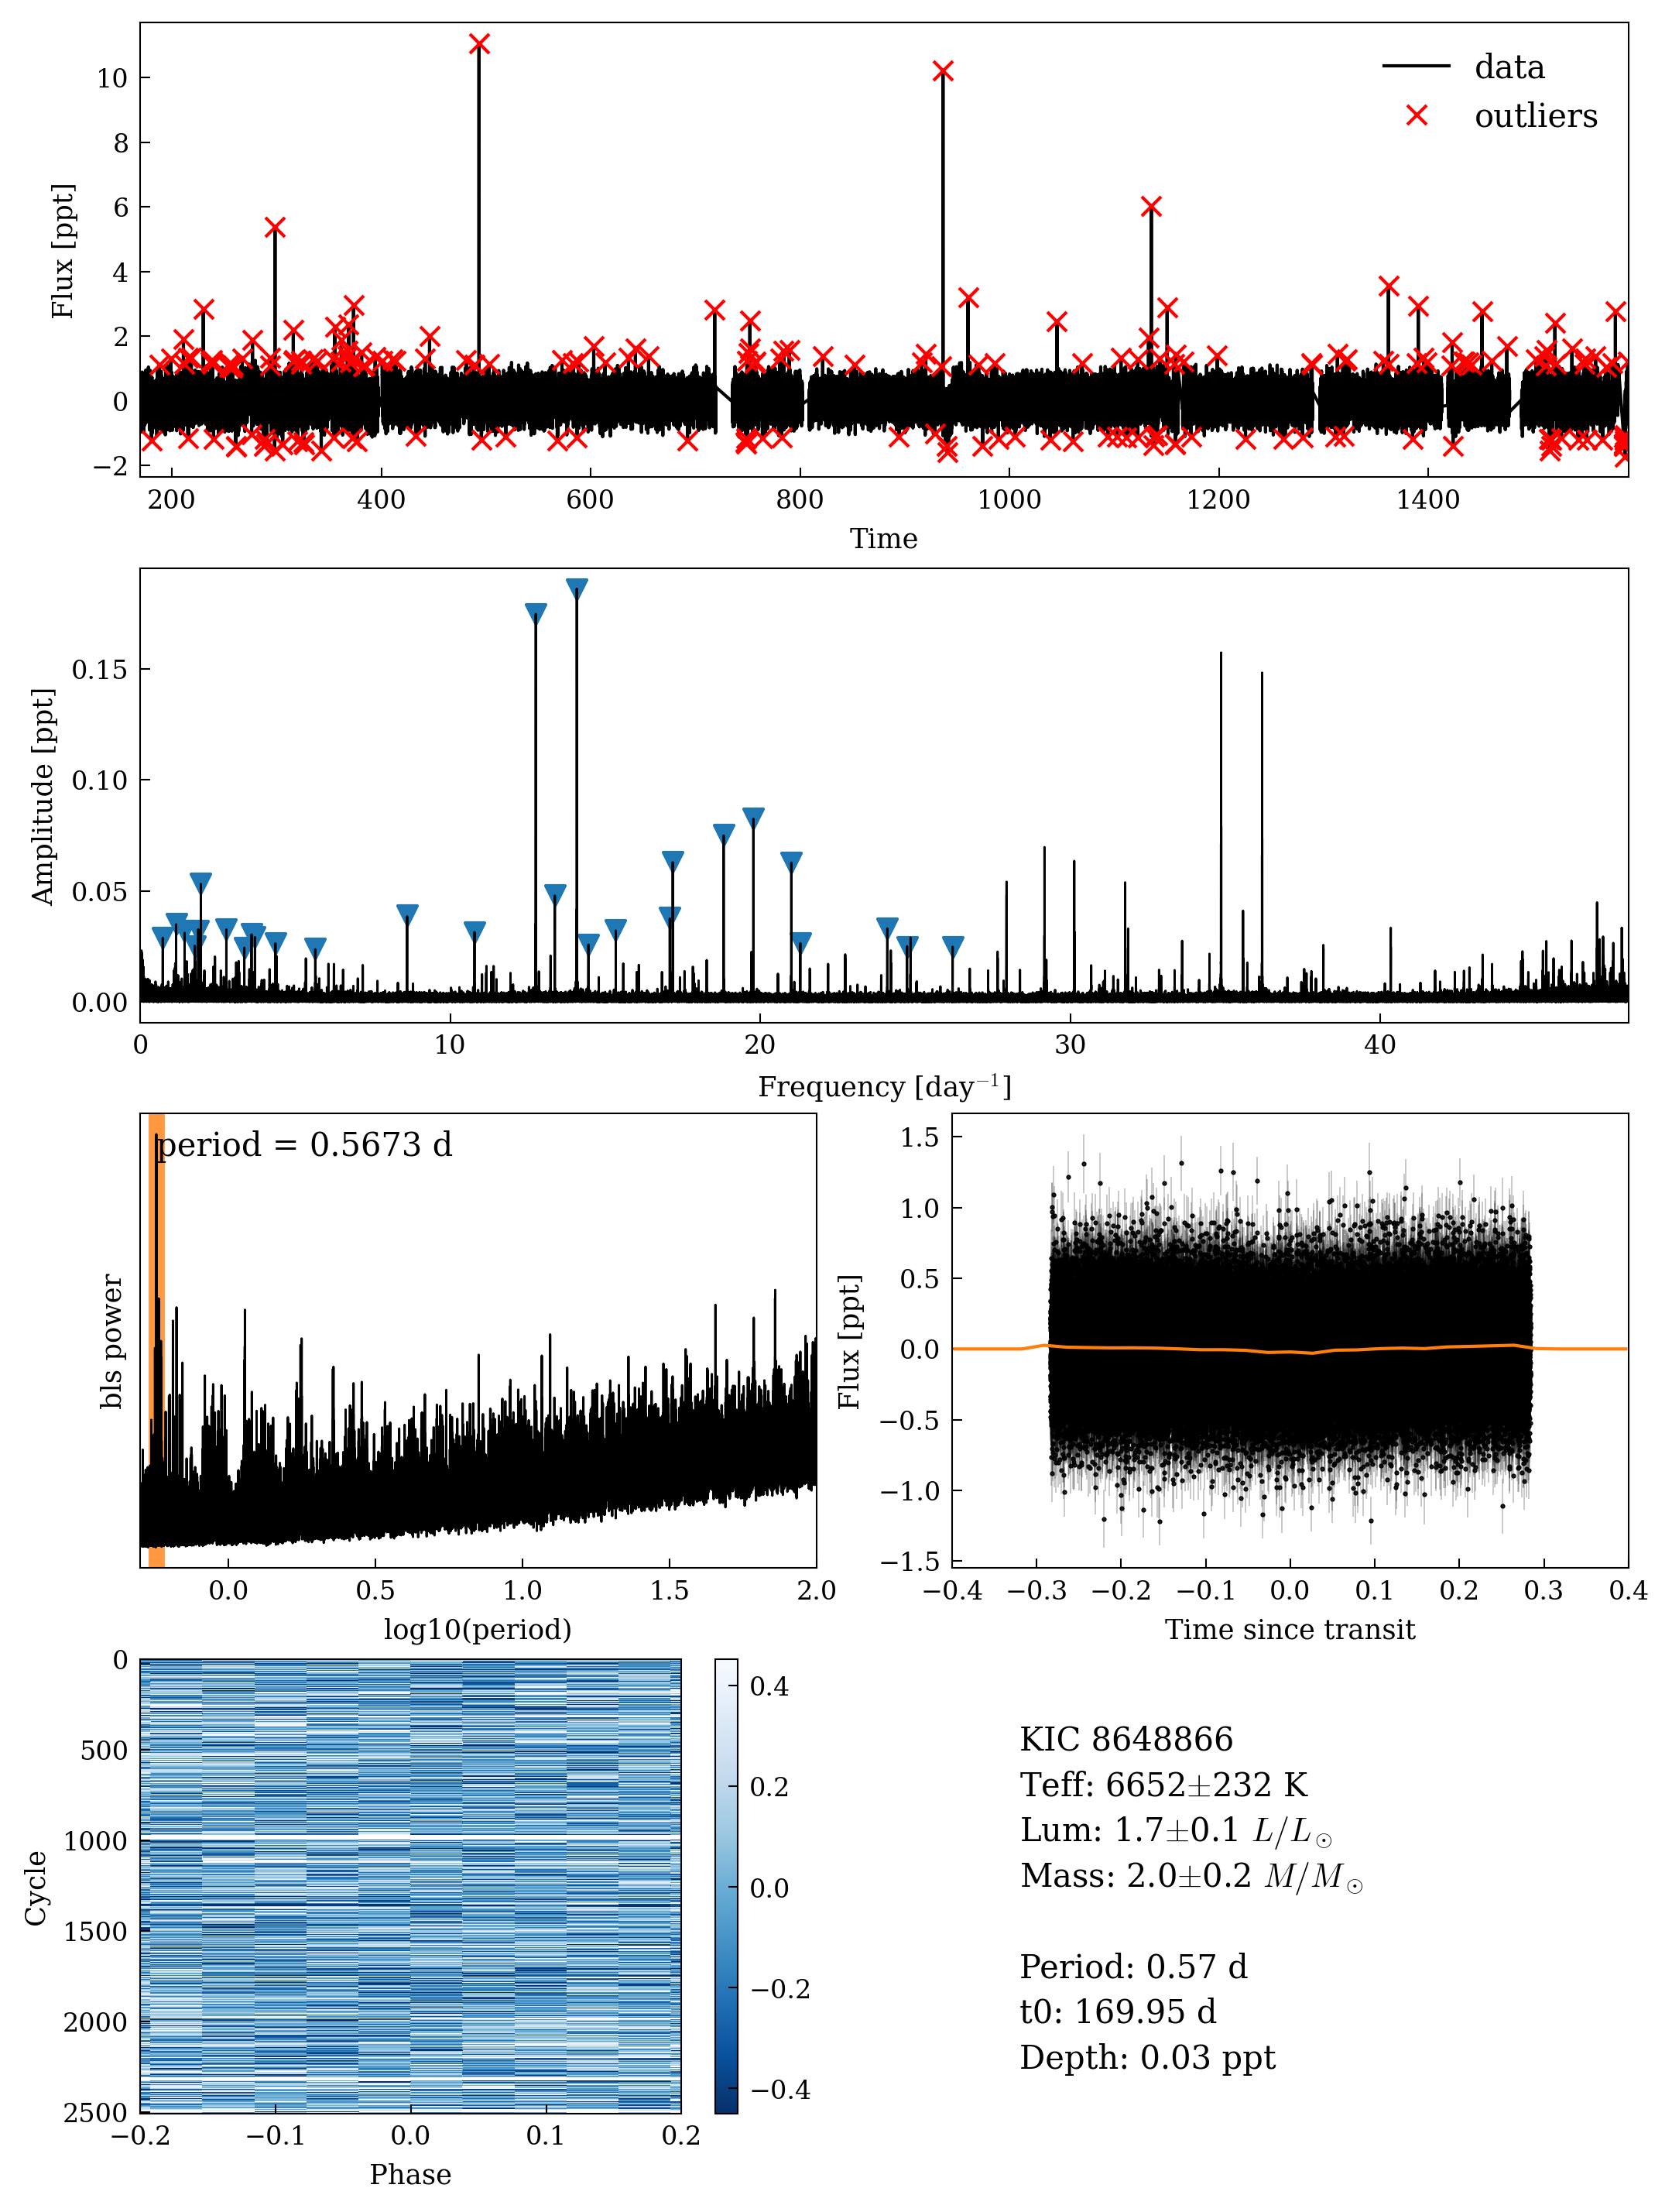 data
outliers
Flux [ppt]
10
8
6
4
2
0
−2
200 400 600 800 1000 1200 1400
Time
Amplitude [ppt]
0.15
0.10
0.05
0.00
0 10 20 30 40
Frequency [day⁻¹]
period = 0.5673 d
bls power
0.0 0.5 1.0 1.5 2.0
log10(period)
Flux [ppt]
1.5
1.0
0.5
0.0
−0.5
−1.0
−1.5
−0.4 −0.3 −0.2 −0.1 0.0 0.1 0.2 0.3 0.4
Time since transit
Cycle
0
500
1000
1500
2000
2500
−0.2 −0.1 0.0 0.1 0.2
Phase
0.4
0.2
0.0
−0.2
−0.4
KIC 8648866
Teff: 6652±232 K
Lum: 1.7±0.1 L/L⊙
Mass: 2.0±0.2 M/M⊙
Period: 0.57 d
t0: 169.95 d
Depth: 0.03 ppt